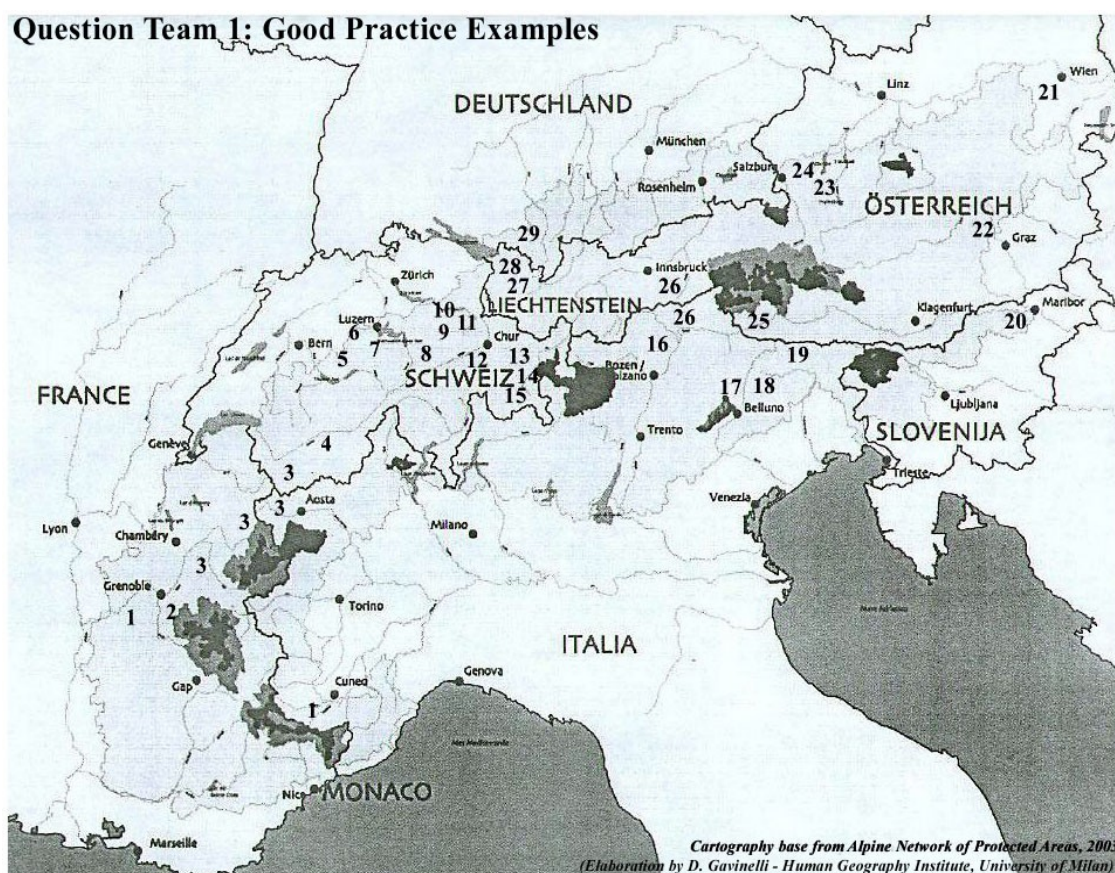 Question Team 1: Good Practice Examples
Wien
Linz
21
DEUTSCHLAND
München
Salzburg
24
Rosenheim
23
ÖSTERREICH
22
Graz
29
28
Innsbruck
Zürich
27
26
LIECHTENSTEIN
10
Maribor
Luzern
11
26
Klagenfurt
20
6
9
25
Bern
7
Chur
5
8
12
13
16
19
SCHWEIZ
14
Bozen /
Bolzano
FRANCE
15
17
18
Ljubljana
Belluno
Genève
Trento
SLOVENIJA
4
3
Trieste
Aosta
Venezia
3
3
Lyon
Milano
Chambéry
3
Grenoble
2
Torino
1
ITALIA
Gap
Cuneo
Genova
1
Mar Mediterraneo
Mare Adriatico
Nice
MONACO
Marseille
Cartography base from Alpine Network of Protected Areas, 2003
(Elaboration by D. Gavinelli - Human Geography Institute, University of Milan)